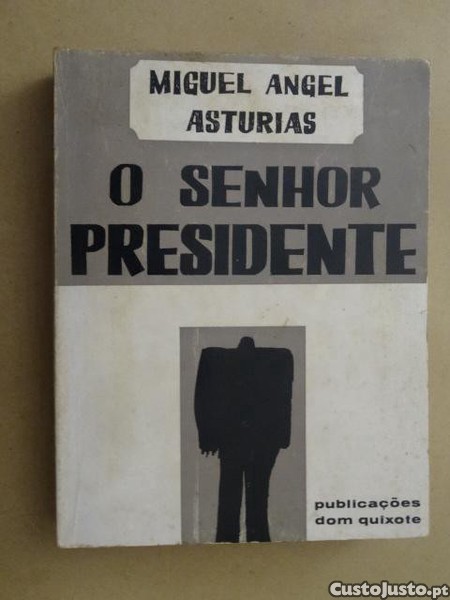 MIGUEL ANGEL
ASTURIAS
O SENHOR
PRESIDENTE
publicações
dom quixote
CustoJusto.pt